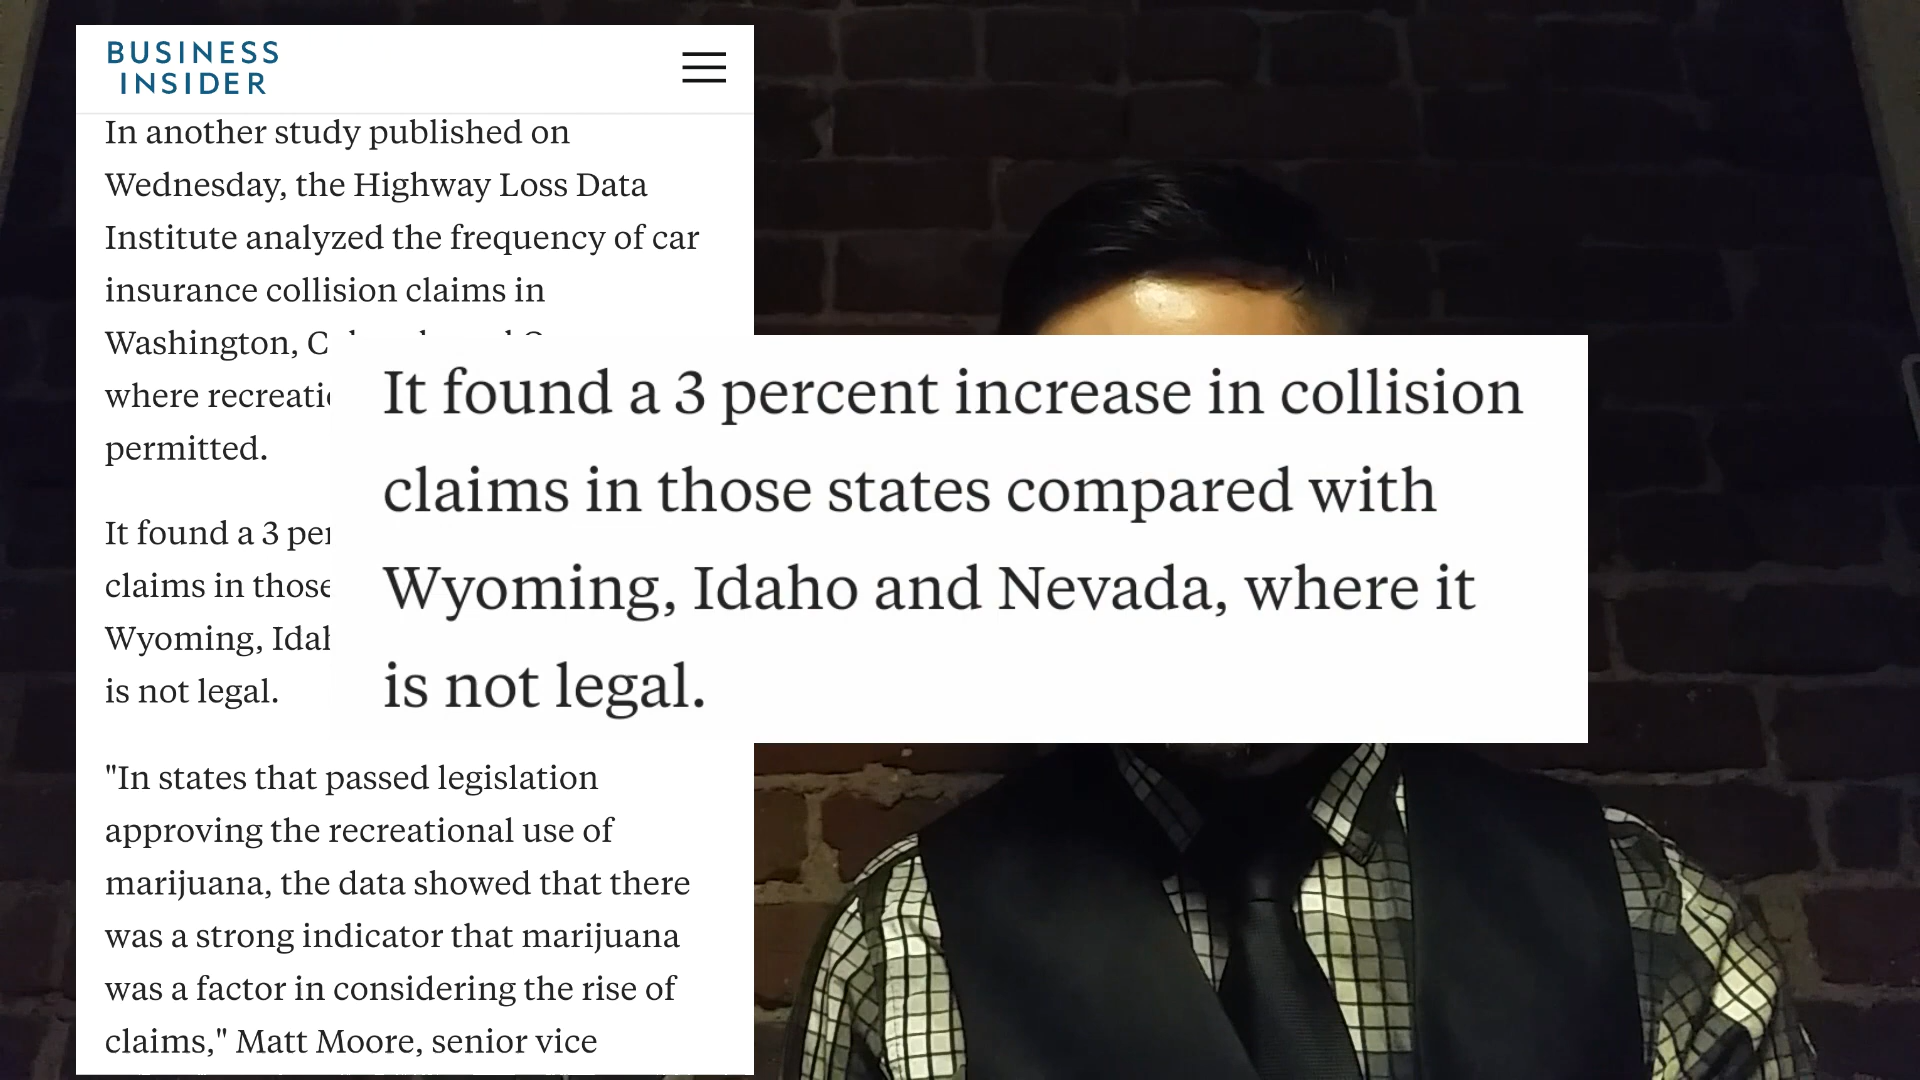 BUSINESS
INSIDER
In another study published on
Wednesday, the Highway Loss Data
Institute analyzed the frequency of car
insurance collision claims in
Washington, C
where recreati
permitted.
It found a 3 per
claims in those
Wyoming, Idah
is not legal.
"In states that passed legislation
approving the recreational use of
marijuana, the data showed that there
was a strong indicator that marijuana
was a factor in considering the rise of
claims," Matt Moore, senior vice
It found a 3 percent increase in collision
claims in those states compared with
Wyoming, Idaho and Nevada, where it
is not legal.